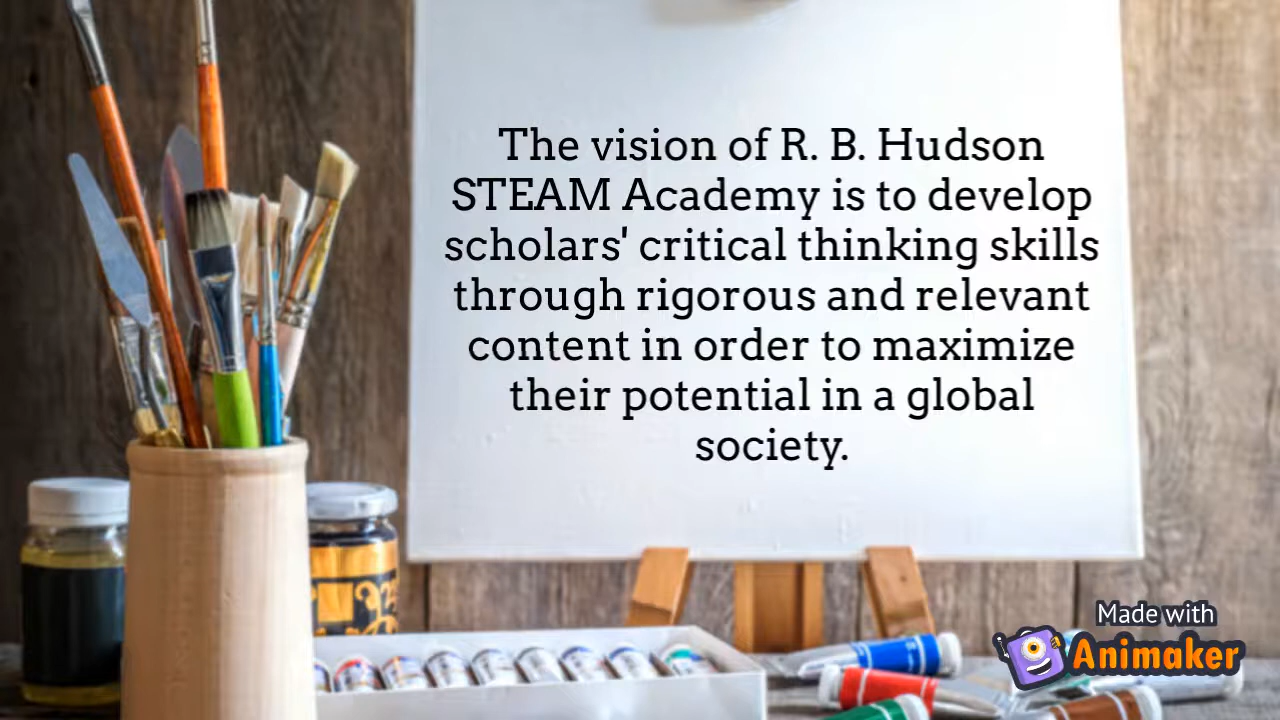 The vision of R. B. Hudson
STEAM Academy is to develop
scholars' critical thinking skills
through rigorous and relevant
content in order to maximize
their potential in a global
society.
Made with
Animaker